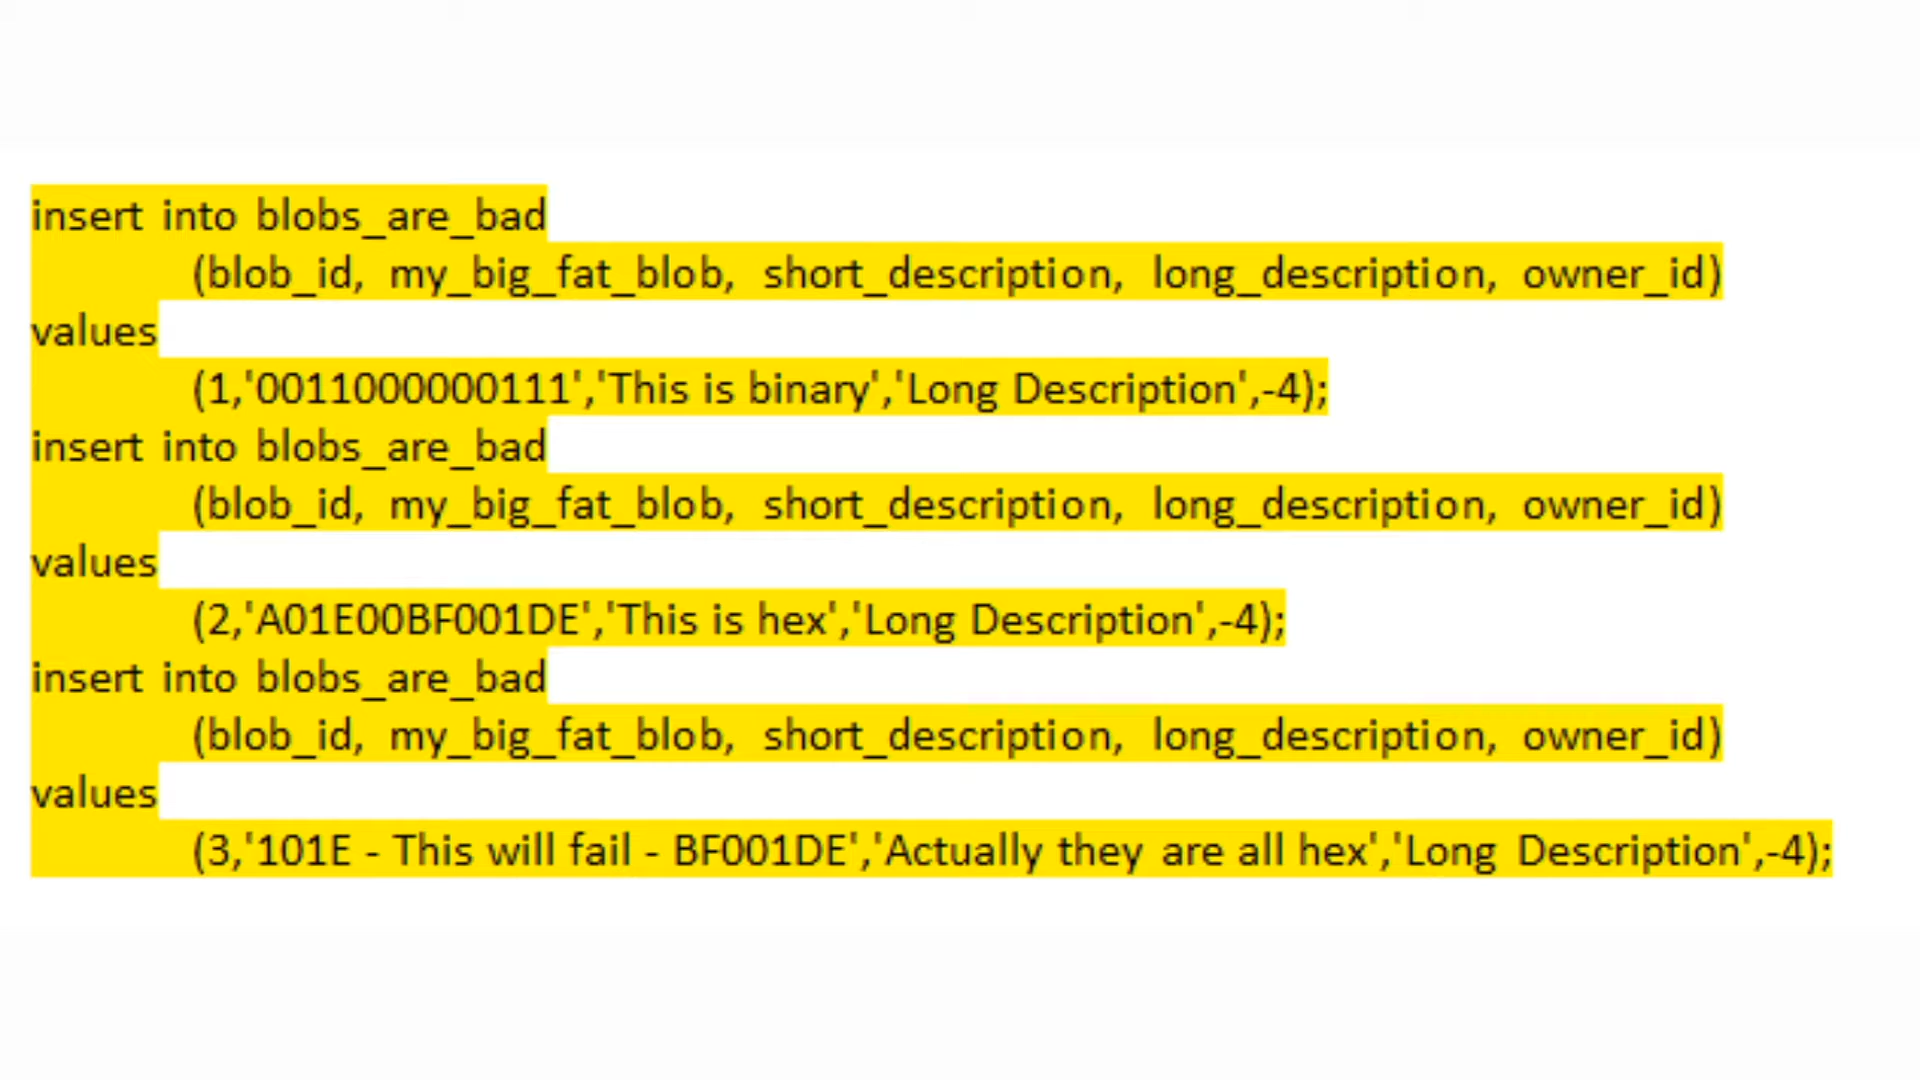 insert into blobs_are_bad
(blob_id, my_big_fat_blob, short_description, long_description, owner_id)
values
(1,'0011000000111','This is binary','Long Description',-4);
insert into blobs_are_bad
(blob_id, my_big_fat_blob, short_description, long_description, owner_id)
values
(2,'A01E00BF001DE','This is hex','Long Description',-4);
insert into blobs_are_bad
(blob_id, my_big_fat_blob, short_description, long_description, owner_id)
values
(3,'101E - This will fail - BF001DE','Actually they are all hex','Long Description',-4);